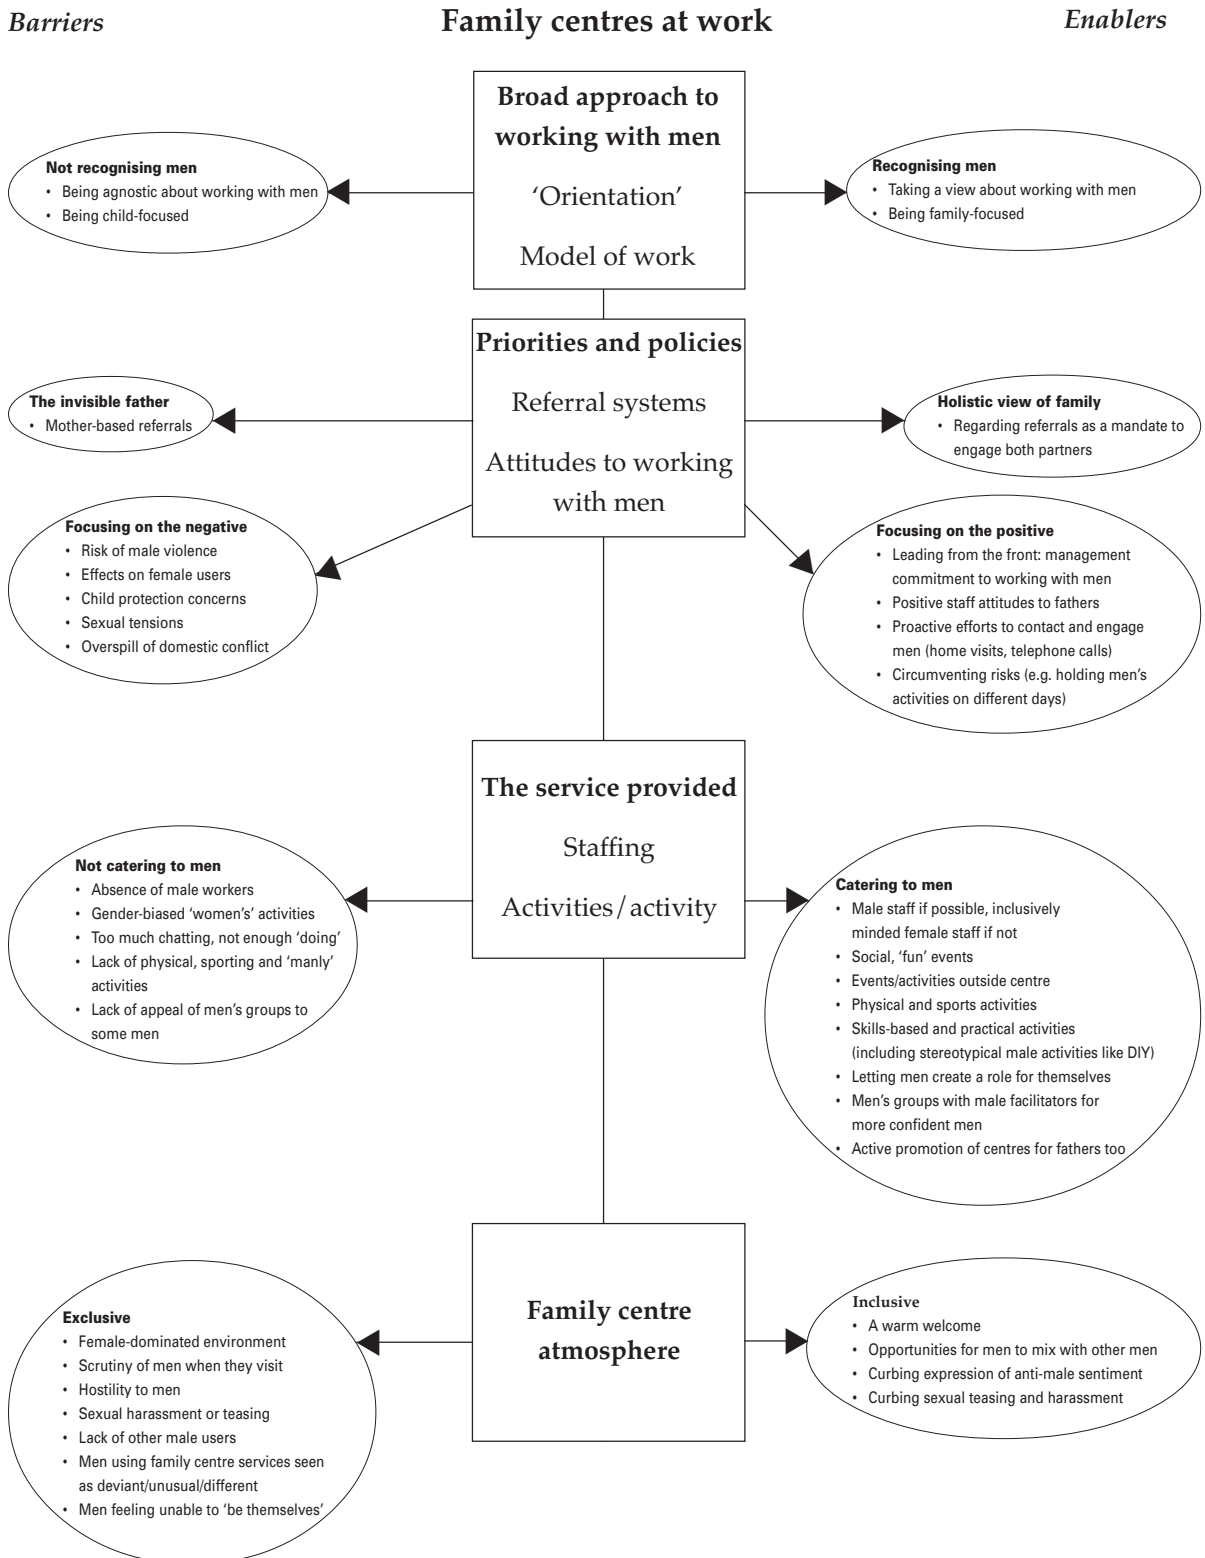 Barriers
Family centres at work
Enablers
Broad approach to
working with men
‘Orientation’
Model of work
Not recognising men
• Being agnostic about working with men
• Being child-focused
Recognising men
• Taking a view about working with men
• Being family-focused
Priorities and policies
Referral systems
Attitudes to working
with men
The invisible father
• Mother-based referrals
Holistic view of family
• Regarding referrals as a mandate to
engage both partners
Focusing on the negative
• Risk of male violence
• Effects on female users
• Child protection concerns
• Sexual tensions
• Overspill of domestic conflict
Focusing on the positive
• Leading from the front: management
commitment to working with men
• Positive staff attitudes to fathers
• Proactive efforts to contact and engage
men (home visits, telephone calls)
• Circumventing risks (e.g. holding men’s
activities on different days)
The service provided
Staffing
Activities/activity
Not catering to men
• Absence of male workers
• Gender-biased ‘women’s’ activities
• Too much chatting, not enough ‘doing’
• Lack of physical, sporting and ‘manly’
activities
• Lack of appeal of men’s groups to
some men
Catering to men
• Male staff if possible, inclusively
minded female staff if not
• Social, ‘fun’ events
• Events/activities outside centre
• Physical and sports activities
• Skills-based and practical activities
(including stereotypical male activities like DIY)
• Letting men create a role for themselves
• Men’s groups with male facilitators for
more confident men
• Active promotion of centres for fathers too
Family centre
atmosphere
Exclusive
• Female-dominated environment
• Scrutiny of men when they visit
• Hostility to men
• Sexual harassment or teasing
• Lack of other male users
• Men using family centre services seen
as deviant/unusual/different
• Men feeling unable to ‘be themselves’
Inclusive
• A warm welcome
• Opportunities for men to mix with other men
• Curbing expression of anti-male sentiment
• Curbing sexual teasing and harassment